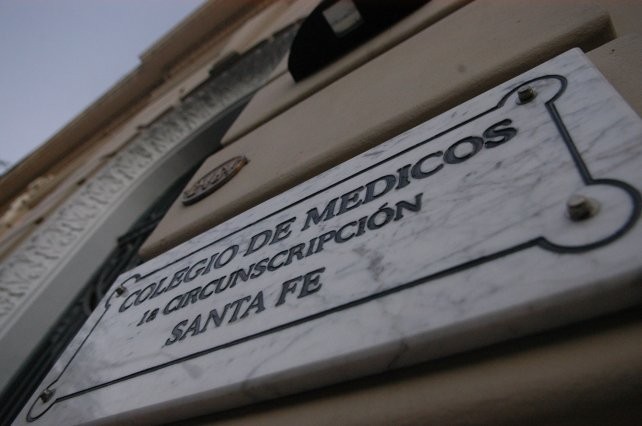 COLEGIO DE MEDICOS
1a CIRCUNSCRIPCIÓN
SANTA FE